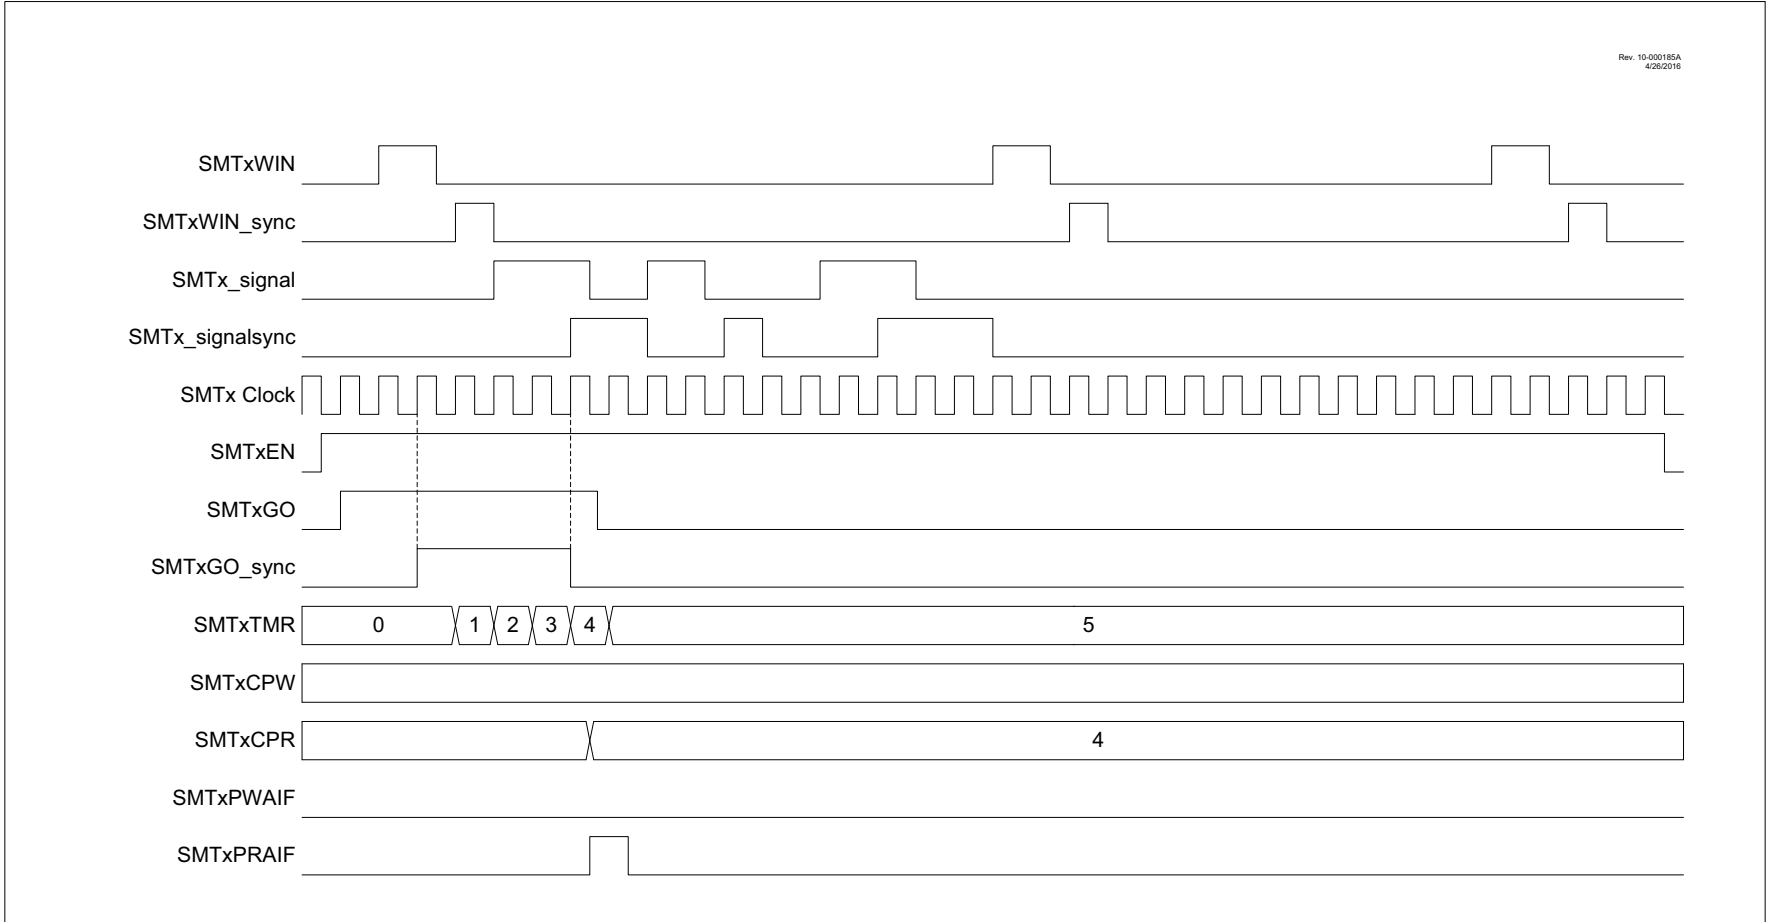 Rev. 10-000185A
4/26/2016
SMTxWIN
SMTxWIN_sync
SMTx_signal
SMTx_signalsync
SMTx Clock
SMTxEN
SMTxGO
SMTxGO_sync
SMTxTMR 0 1 2 3 4 5
SMTxCPW
SMTxCPR 4
SMTxPWAIF
SMTxPRAIF